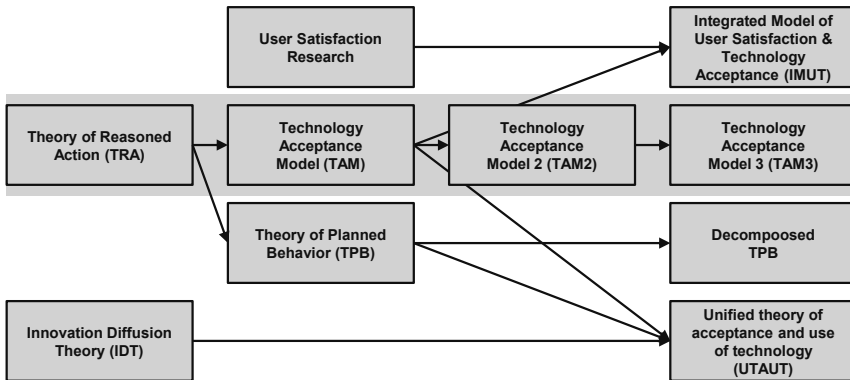 User Satisfaction
Research
Integrated Model of
User Satisfaction &
Technology
Acceptance (IMUT)
Theory of Reasoned
Action (TRA)
Technology
Acceptance
Model (TAM)
Technology
Acceptance
Model 2 (TAM2)
Technology
Acceptance
Model 3 (TAM3)
Theory of Planned
Behavior (TPB)
Decompoosed
TPB
Innovation Diffusion
Theory (IDT)
Unified theory of
acceptance and use
of technology
(UTAUT)